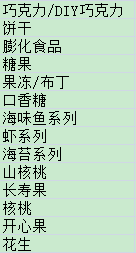 巧克力/DIY巧克力
饼干
膨化食品
糖果
果冻/布丁
口香糖
海味鱼系列
虾系列
海苔系列
山核桃
长寿果
核桃
开心果
花生